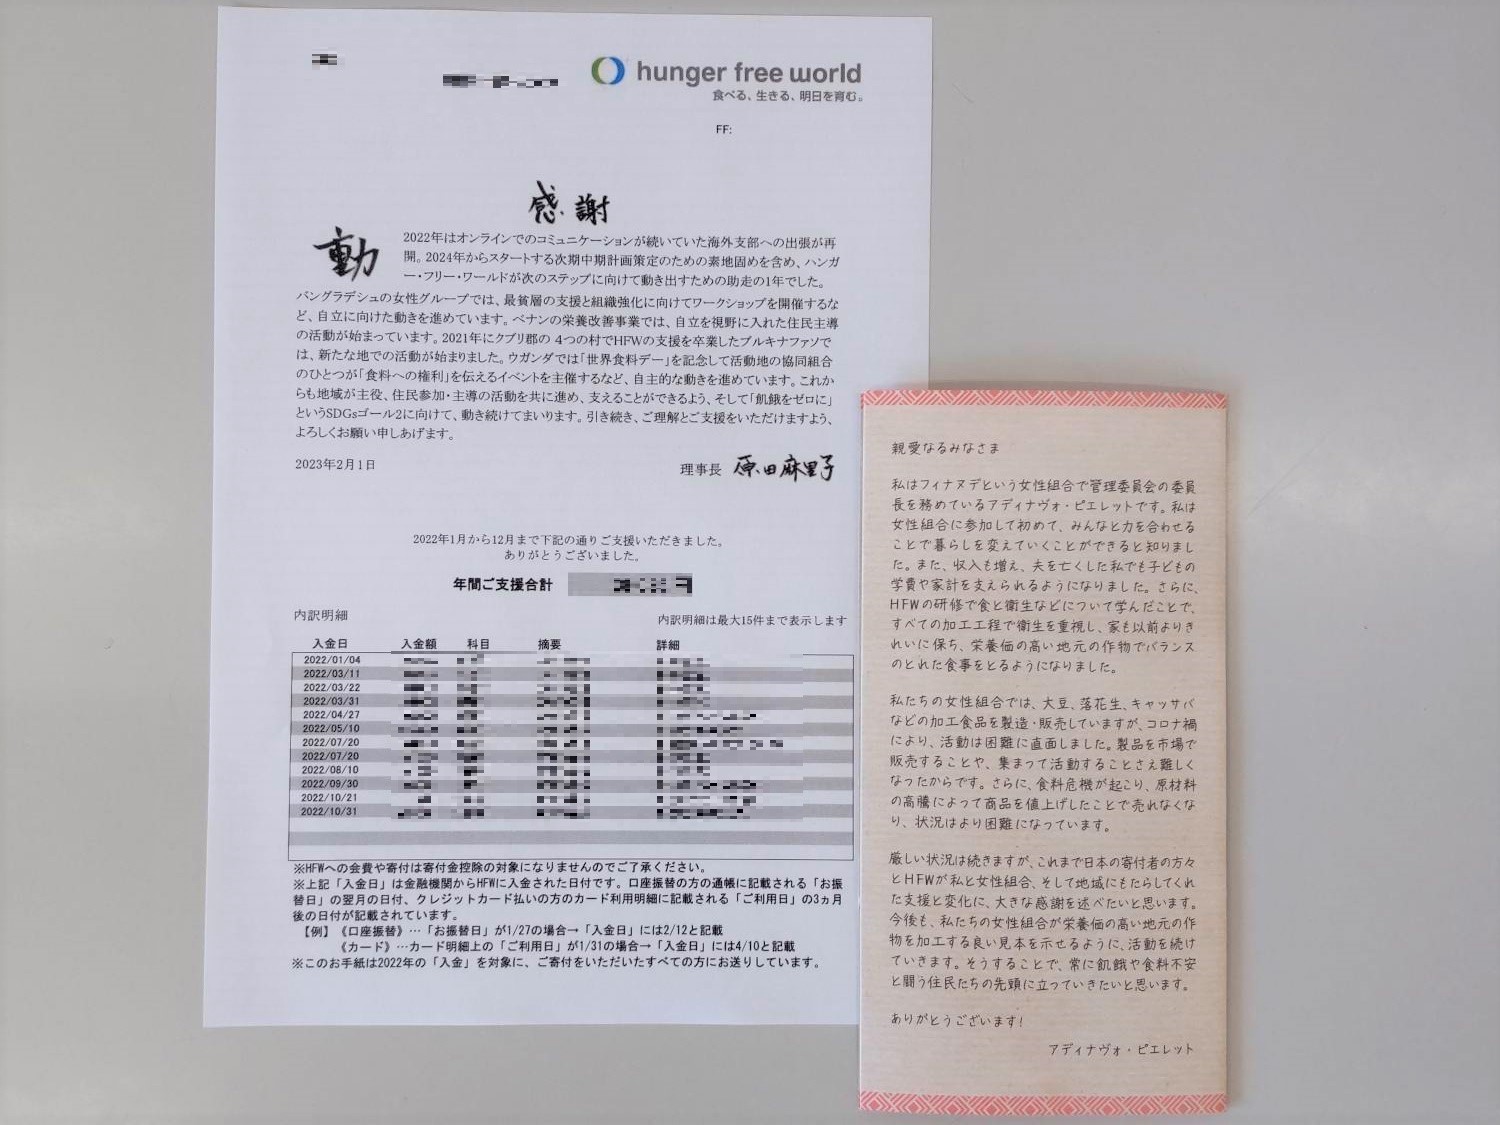 hunger free world
食べる、生きる、明日を育む。
FF:
感謝
動
2022年はオンラインでのコミュニケーションが続いていた海外支部への出張が再
開。2024年からスタートする次期中期計画策定のための素地固めを含め、ハンガ
ー・フリー・ワールドが次のステップに向けて動き出すための助走の1年でした。
バングラデシュの女性グループでは、最貧層の支援と組織強化に向けてワークショップを開催するな
ど、自立に向けた動きを進めています。ベナンの栄養改善事業では、自立を視野に入れた住民主導
の活動が始まっています。2021年にクブリ郡の 4つの村でHFWの支援を卒業したブルキナファソで
は、新たな地での活動が始まりました。ウガンダでは「世界食料デー」を記念して活動地の協同組合
のひとつが「食料への権利」を伝えるイベントを主催するなど、自主的な動きを進めています。これか
らも地域が主役、住民参加・主導の活動を共に進め、支えることができるよう、そして「飢餓をゼロに」
というSDGsゴール2に向けて、動き続けてまいります。引き続き、ご理解とご支援をいただけますよう、
よろしくお願い申しあげます。
2023年2月1日
理事長 原田麻里子
2022年1月から12月まで下記の通りご支援いただきました。
ありがとうございました。
年間ご支援合計
内訳明細
内訳明細は最大15件まで表示します
入金日 入金額 科目 摘要 詳細
2022/01/04
2022/03/11
2022/03/22
2022/03/31
2022/04/27
2022/05/10
2022/07/20
2022/07/20
2022/08/10
2022/09/30
2022/10/21
2022/10/31
※HFWへの会費や寄付は寄付金控除の対象になりませんのでご了承ください。
※上記「入金日」は金融機関からHFWに入金された日付です。口座振替の方の通帳に記載される「お振
替日」の翌月の日付、クレジットカード払いの方のカード利用明細に記載される「ご利用日」の3ヵ月
後の日付が記載されています。
【例】《口座振替》…「お振替日」が1/27の場合→「入金日」には2/12と記載
《カード》…カード明細上の「ご利用日」が1/31の場合→「入金日」には4/10と記載
※このお手紙は2022年の「入金」を対象に、ご寄付をいただいたすべての方にお送りしています。
親愛なるみなさま
私はフィナヌデという女性組合で管理委員会の委員
長を務めているアディナヴォ・ピエレットです。私は
女性組合に参加して初めて、みんなと力を合わせる
ことで暮らしを変えていくことができると知りまし
た。また、収入も増え、夫を亡くした私でも子どもの
学費や家計を支えられるようになりました。さらに、
HFWの研修で食と衛生などについて学んだことで、
すべての加工工程で衛生を重視し、家も以前よりき
れいに保ち、栄養価の高い地元の作物でバランス
のとれた食事をとるようになりました。
私たちの女性組合では、大豆、落花生、キャッサバ
などの加工食品を製造・販売していますが、コロナ禍
により、活動は困難に直面しました。製品を市場で
販売することや、集まって活動することさえ難しく
なったからです。さらに、食料危機が起こり、原材料
の高騰によって商品を値上げしたことで売れなくな
り、状況はより困難になっています。
厳しい状況は続きますが、これまで日本の寄付者の方々
とHFWが私と女性組合、そして地域にもたらしてくれ
た支援と変化に、大きな感謝を述べたいと思います。
今後も、私たちの女性組合が栄養価の高い地元の作
物を加工する良い見本を示せるように、活動を続け
ていきます。そうすることで、常に飢餓や食料不安
と闘う住民たちの先頭に立っていきたいと思います。
ありがとうございます!
アディナヴォ・ピエレット